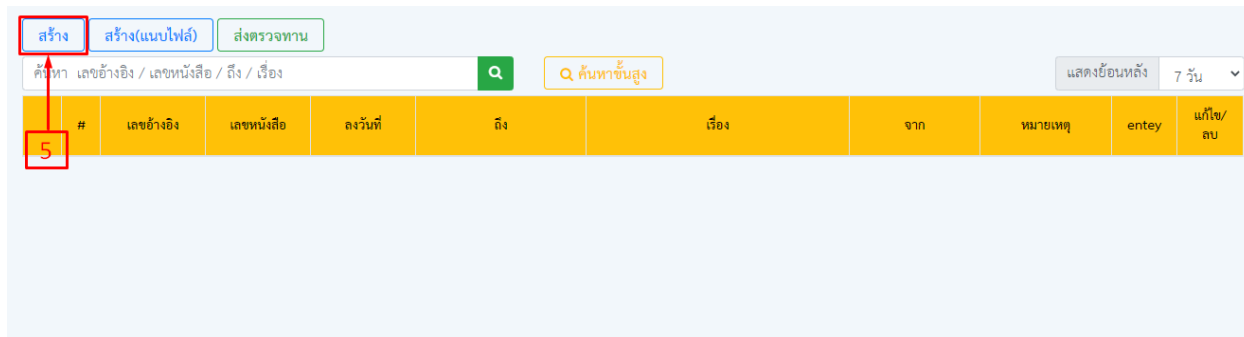 สร้าง สร้าง(แนบไฟล์) ส่งตรวจทาน
ค้นหา เลขอ้างอิง / เลขหนังสือ / ถึง / เรื่อง ค้นหาขั้นสูง แสดงย้อนหลัง 7 วัน
# เลขอ้างอิง เลขหนังสือ ลงวันที่ ถึง เรื่อง จาก หมายเหตุ entey แก้ไข/
ลบ
5